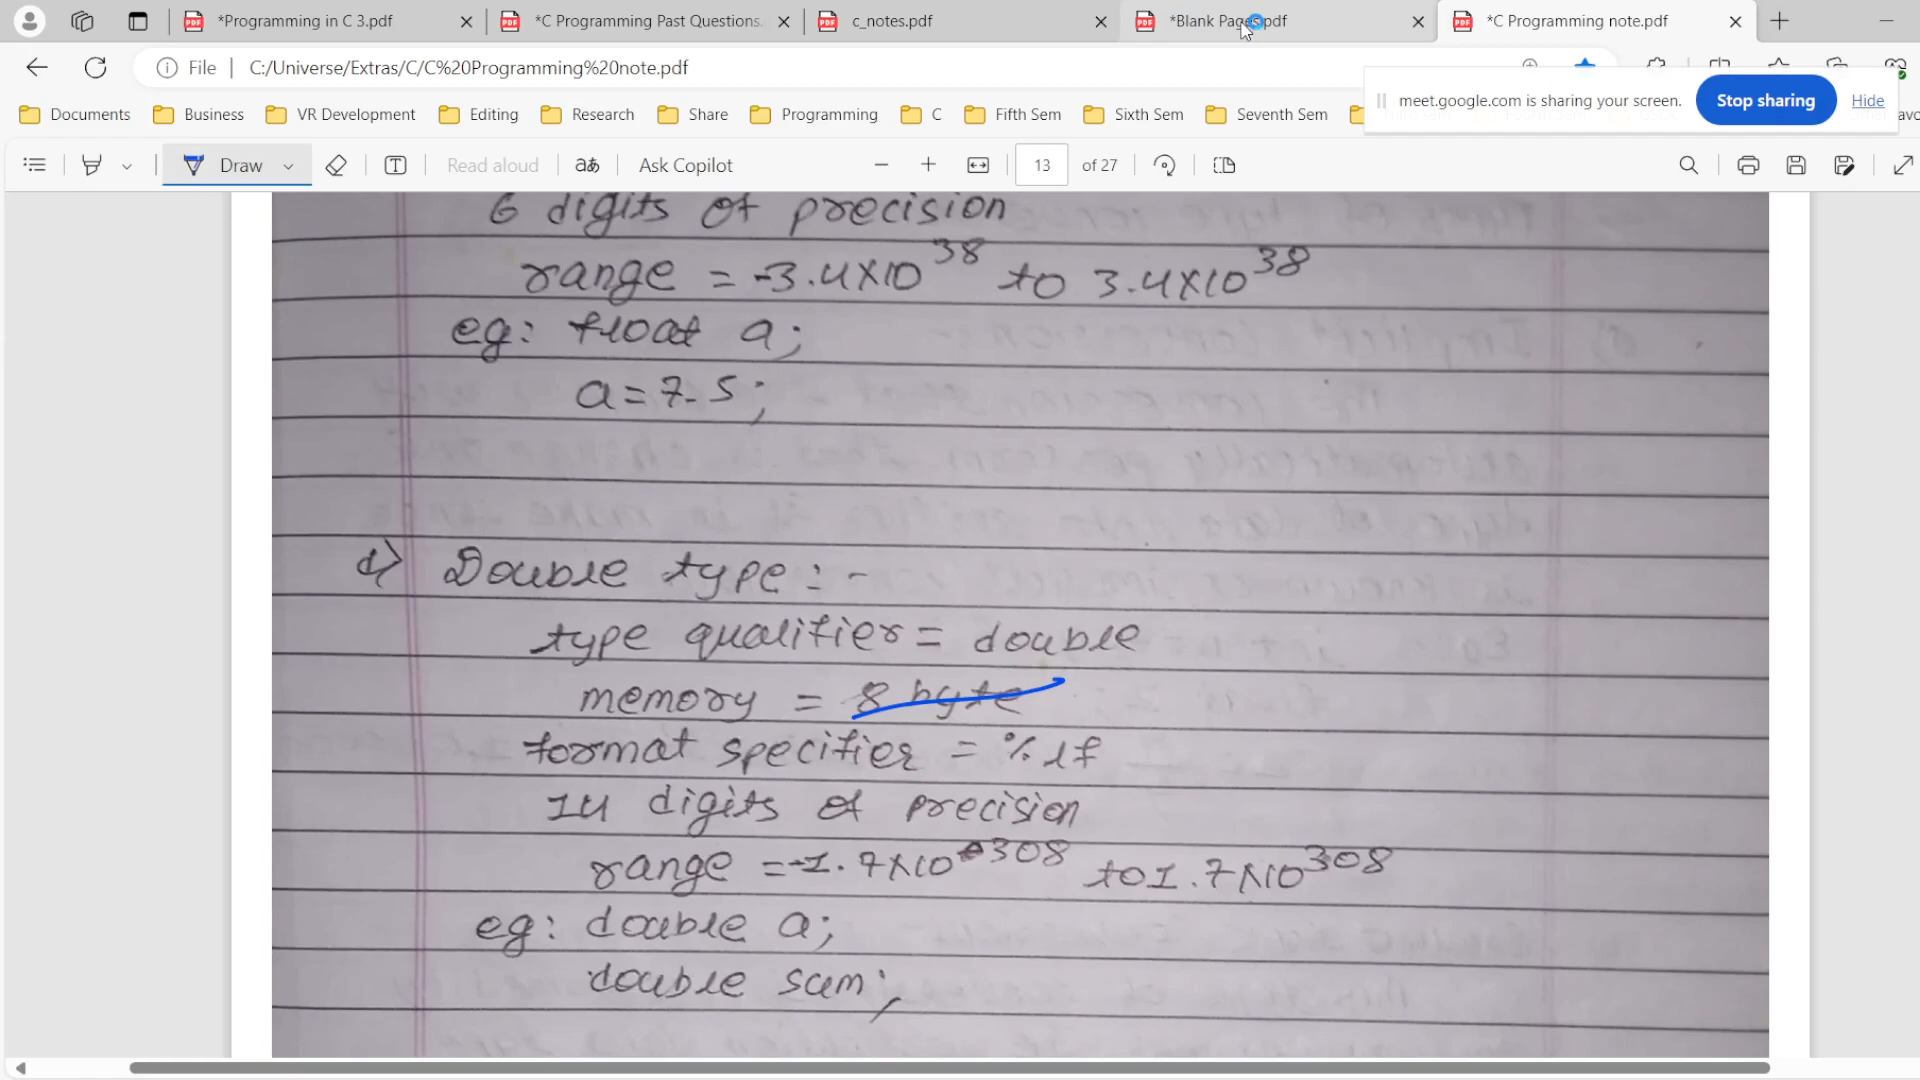 *Programming in C 3.pdf
*C Programming Past Questions.
c_notes.pdf
*Blank Pages.pdf
*C Programming note.pdf
File
C:/Universe/Extras/C/C%20Programming%20note.pdf
meet.google.com is sharing your screen.
Stop sharing
Hide
Documents
Business
VR Development
Editing
Research
Share
Programming
C
Fifth Sem
Sixth Sem
Seventh Sem
Draw
Read aloud
Ask Copilot
13
of 27
6 digits of precision
range = -3.4X10^38 to 3.4X10^38
eg: float a;
a=7.5;
d) Double type:-
type qualifier = double
memory = 8 byte
format specifier = %lf
14 digits of precision
range = -1.7X10^308 to 1.7X10^308
eg: double a;
double sum;